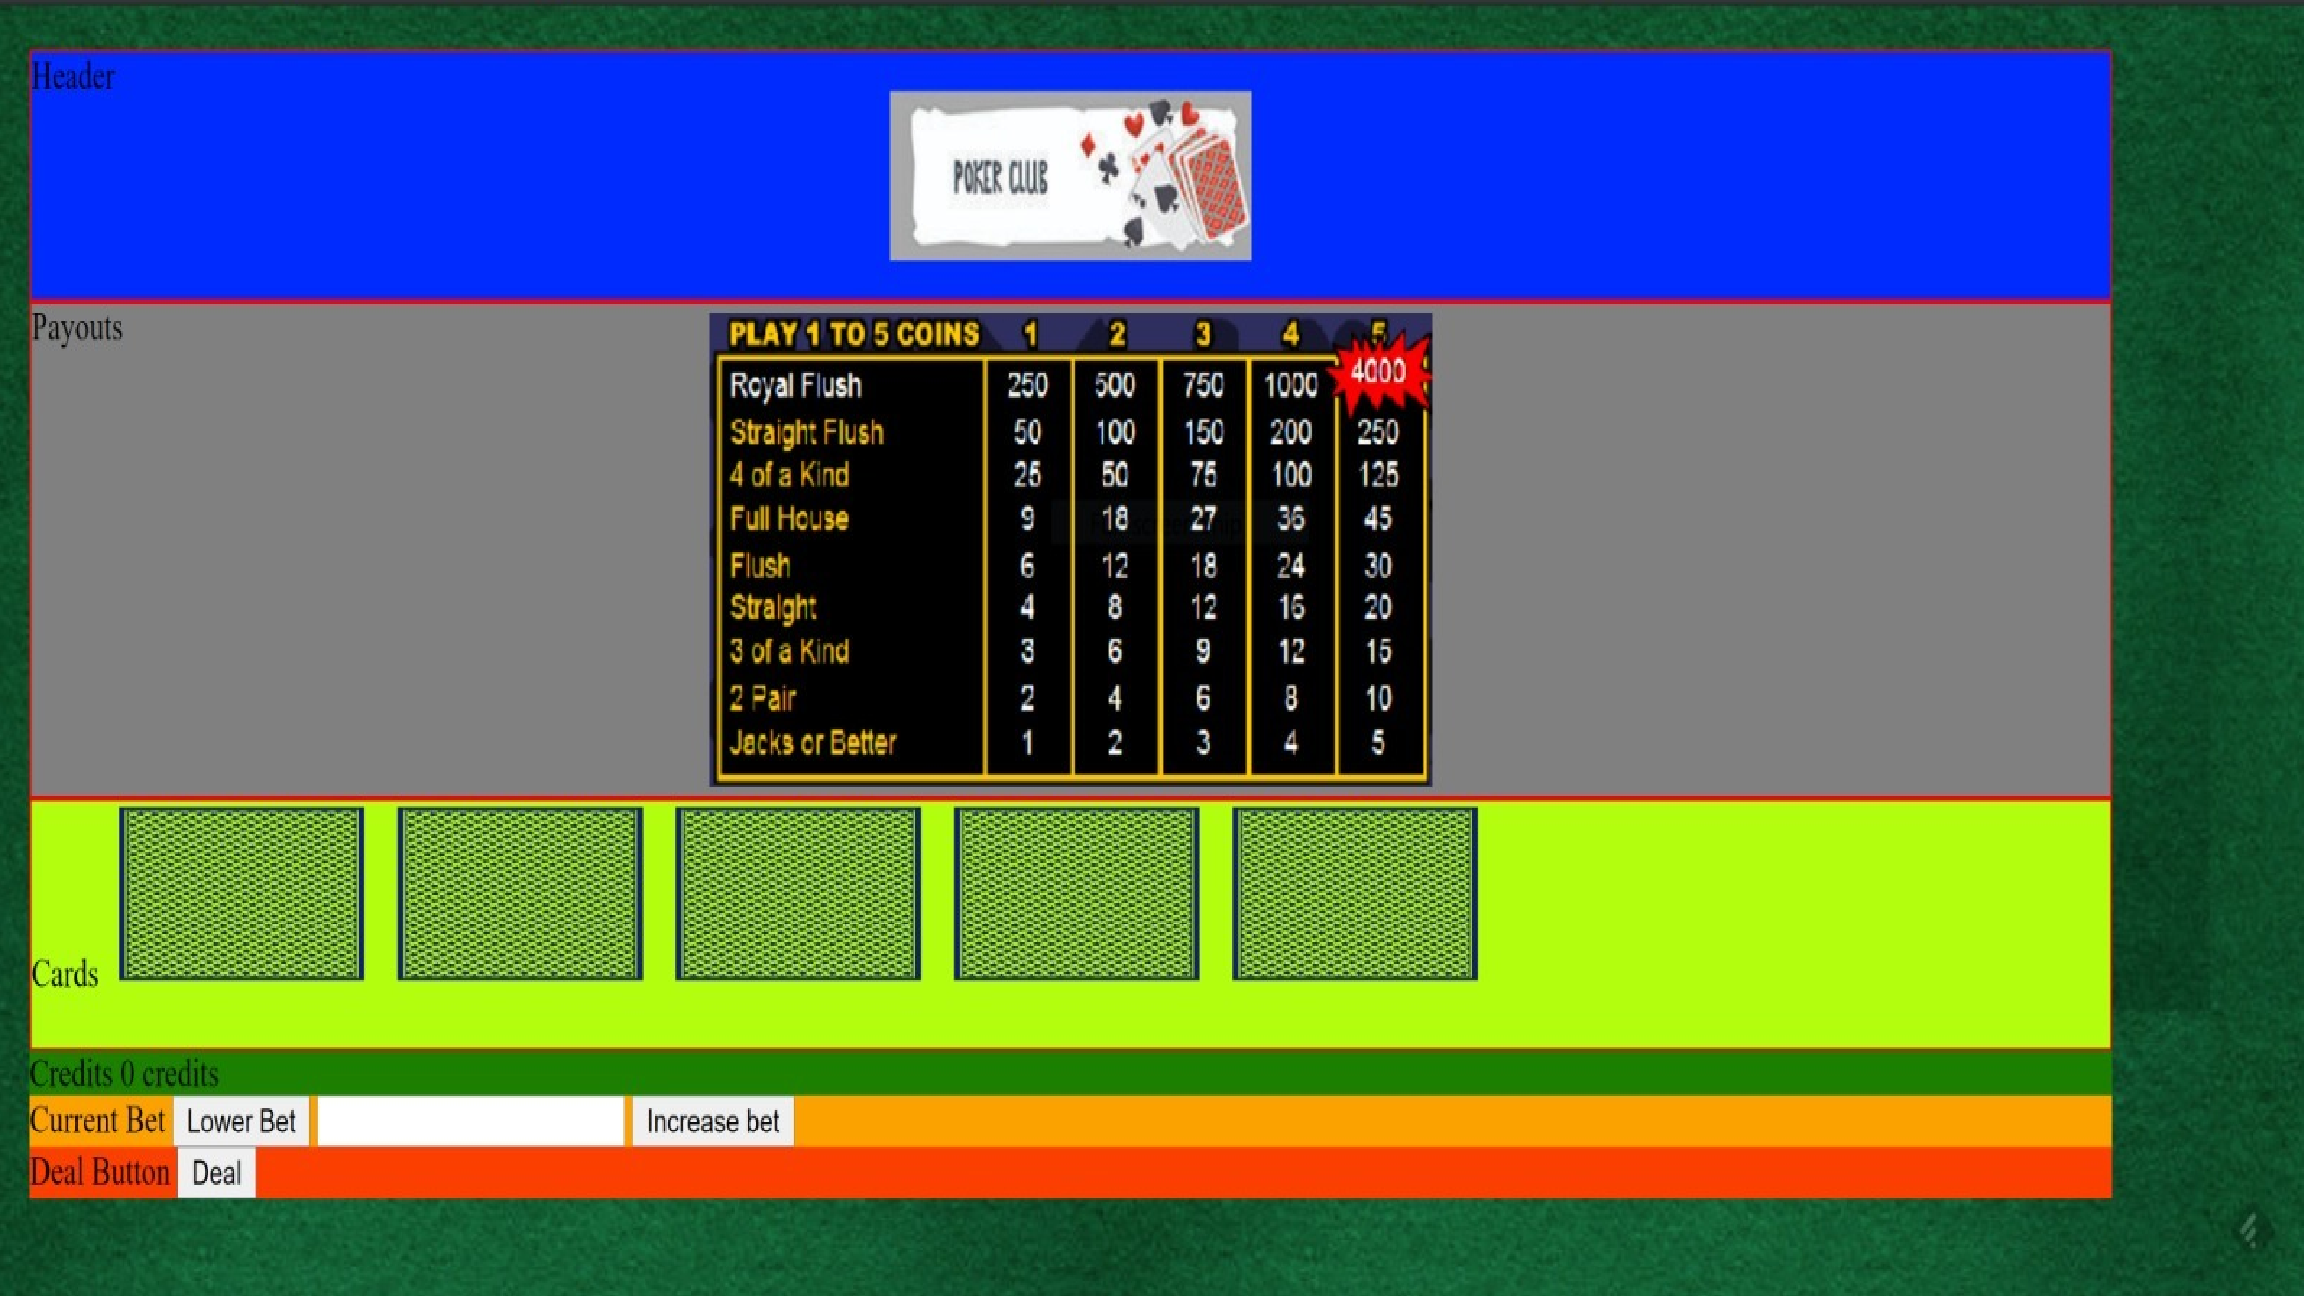 Header
POKER CLUB
Payouts
PLAY 1 TO 5 COINS 1 2 3 4 5
Royal Flush 250 500 750 1000 4000
Straight Flush 50 100 150 200 250
4 of a Kind 25 50 75 100 125
Full House 9 18 27 36 45
Flush 6 12 18 24 30
Straight 4 8 12 16 20
3 of a Kind 3 6 9 12 15
2 Pair 2 4 6 8 10
Jacks or Better 1 2 3 4 5
Cards
Credits 0 credits
Current Bet Lower Bet Increase bet
Deal Button Deal